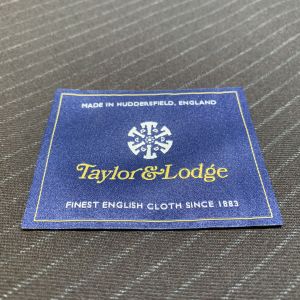 MADE IN HUDDERSFIELD, ENGLAND
Taylor&Lodge
FINEST ENGLISH CLOTH SINCE 1883